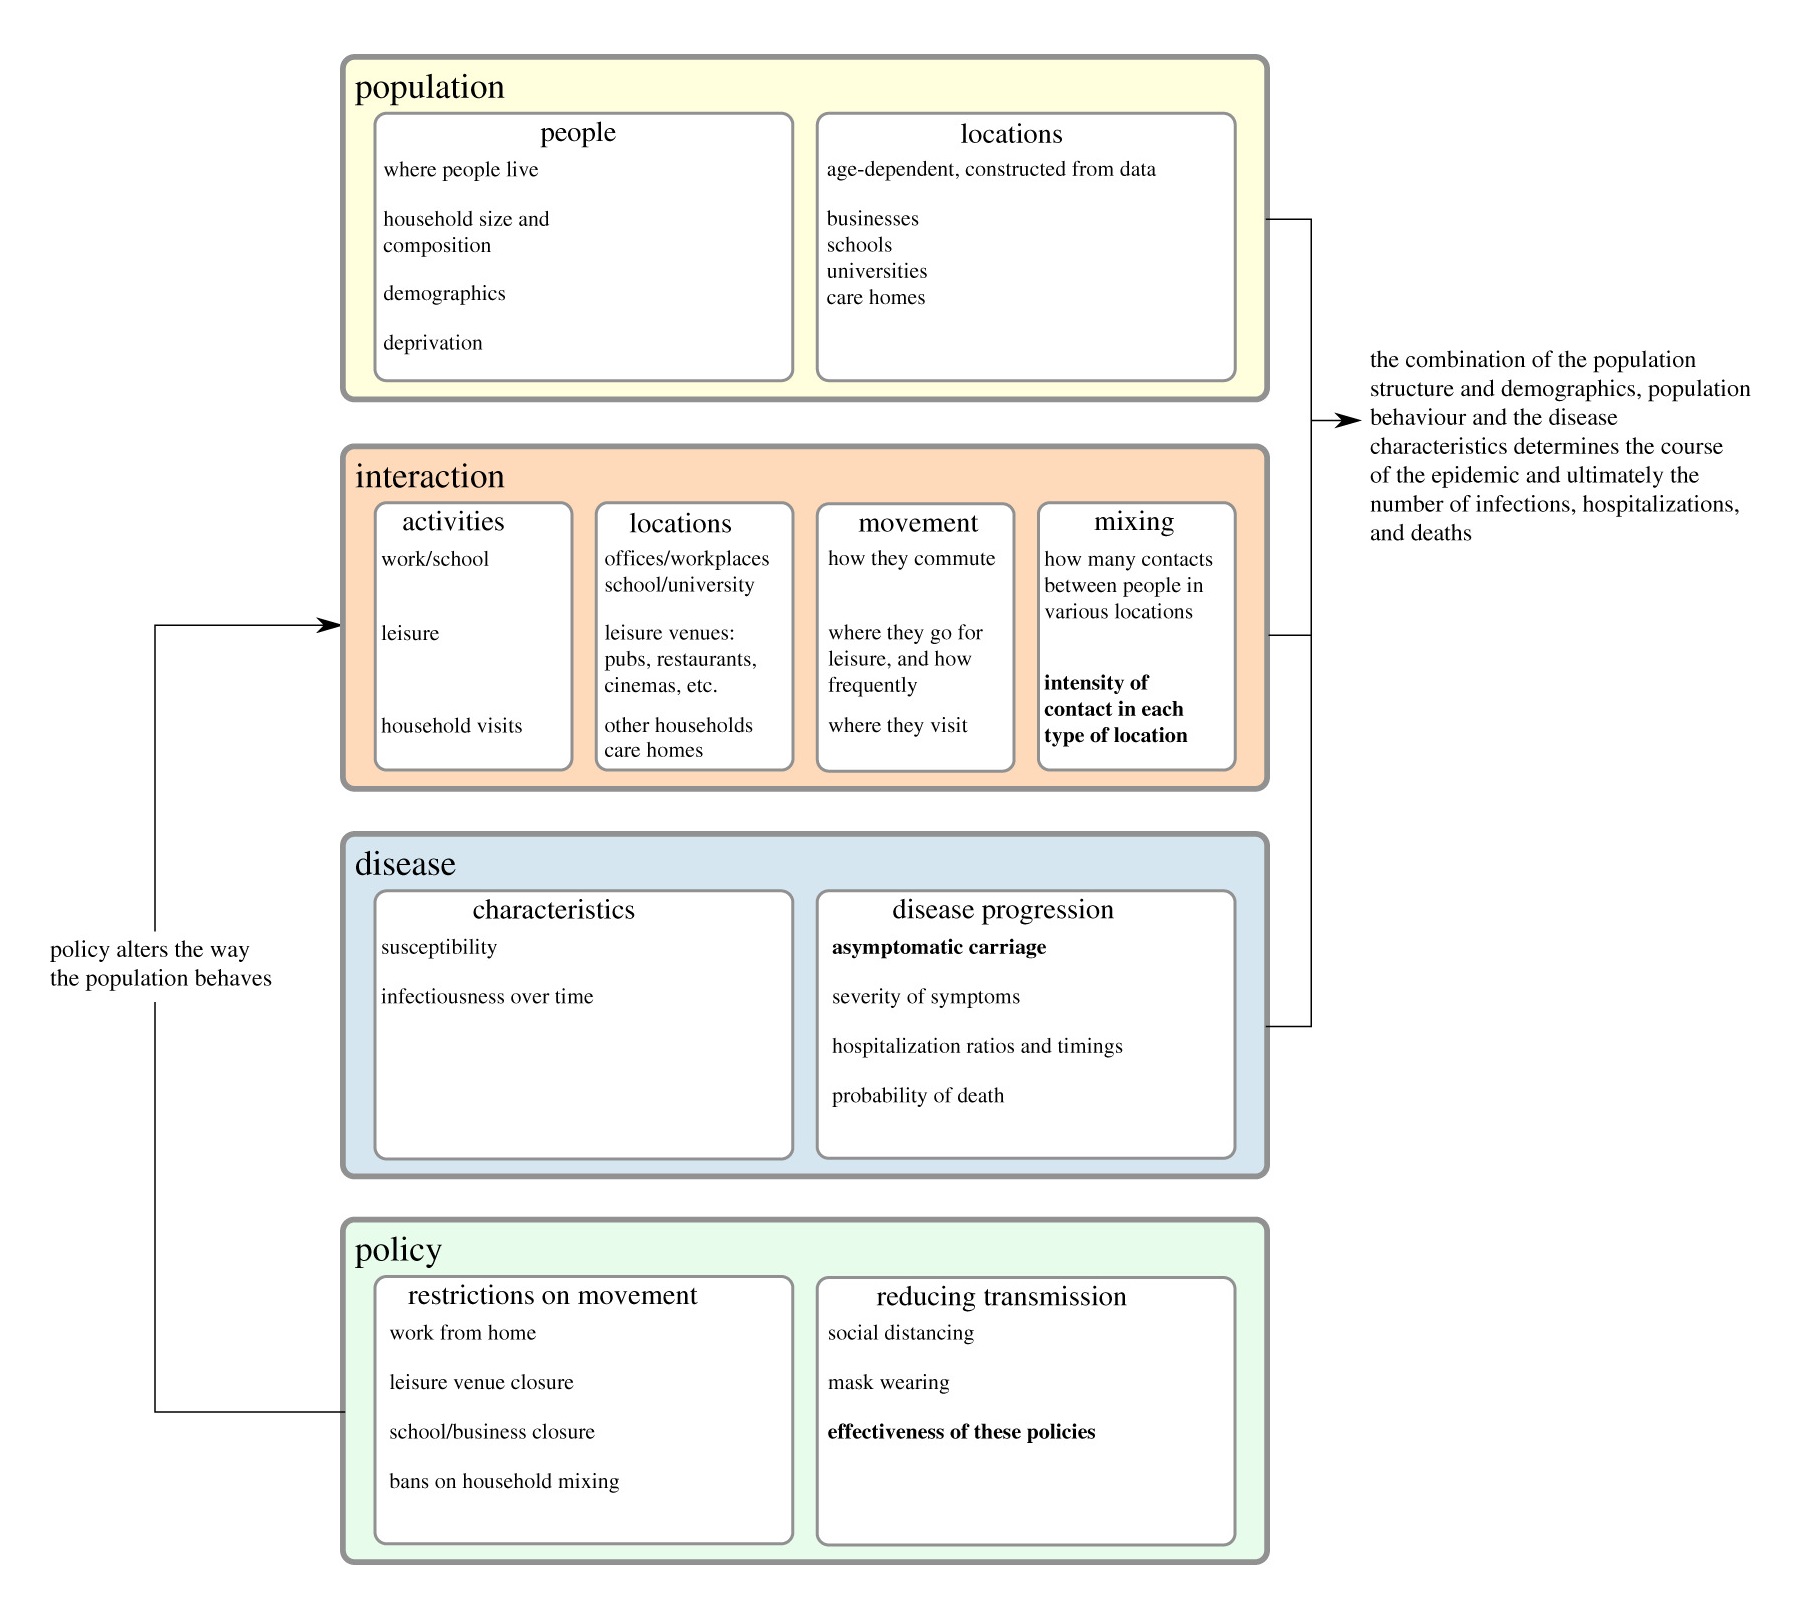 population
people
where people live
household size and
composition
demographics
deprivation
locations
age-dependent, constructed from data
businesses
schools
universities
care homes
the combination of the population
structure and demographics, population
behaviour and the disease
characteristics determines the course
of the epidemic and ultimately the
number of infections, hospitalizations,
and deaths
interaction
activities
work/school
leisure
household visits
locations
offices/workplaces
school/university
leisure venues:
pubs, restaurants,
cinemas, etc.
other households
care homes
movement
how they commute
where they go for
leisure, and how
frequently
where they visit
mixing
how many contacts
between people in
various locations
intensity of
contact in each
type of location
disease
characteristics
susceptibility
infectiousness over time
disease progression
asymptomatic carriage
severity of symptoms
hospitalization ratios and timings
probability of death
policy alters the way
the population behaves
policy
restrictions on movement
work from home
leisure venue closure
school/business closure
bans on household mixing
reducing transmission
social distancing
mask wearing
effectiveness of these policies